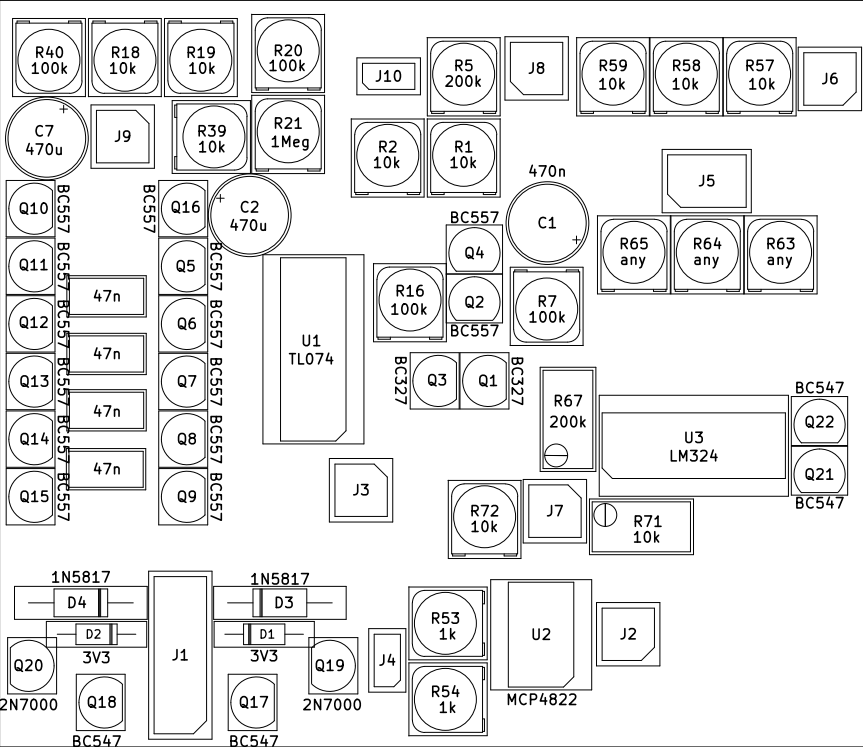 R40
100k
R18
10k
R19
10k
R20
100k
J10
R5
200k
J8
R59
10k
R58
10k
R57
10k
J6
C7
470u
J9
R39
10k
R21
1Meg
R2
10k
R1
10k
470n
C1
J5
Q10
BC557
BC557
Q16
C2
470u
BC557
Q4
R65
any
R64
any
R63
any
Q11
BC557
Q5
BC557
47n
R16
100k
Q2
BC557
R7
100k
Q12
BC557
Q6
BC557
U1
TL074
47n
Q13
BC557
Q7
BC557
BC327
Q3
Q1
BC327
47n
R67
200k
BC547
Q22
Q14
BC557
Q8
BC557
U3
LM324
47n
Q21
BC547
Q15
BC557
Q9
BC557
J3
R72
10k
J7
R71
10k
1N5817
D4
1N5817
D3
D2
3V3
D1
3V3
J1
R53
1k
U2
MCP4822
J2
Q20
2N7000
Q19
2N7000
J4
Q18
BC547
Q17
BC547
R54
1k